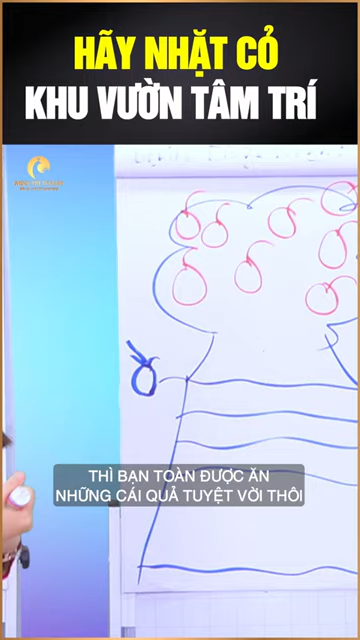 HÃY NHẶT CỎ
KHU VƯỜN TÂM TRÍ
THÌ BẠN TOÀN ĐƯỢC ĂN
NHỮNG CÁI QUẢ TUYỆT VỜI THÔI